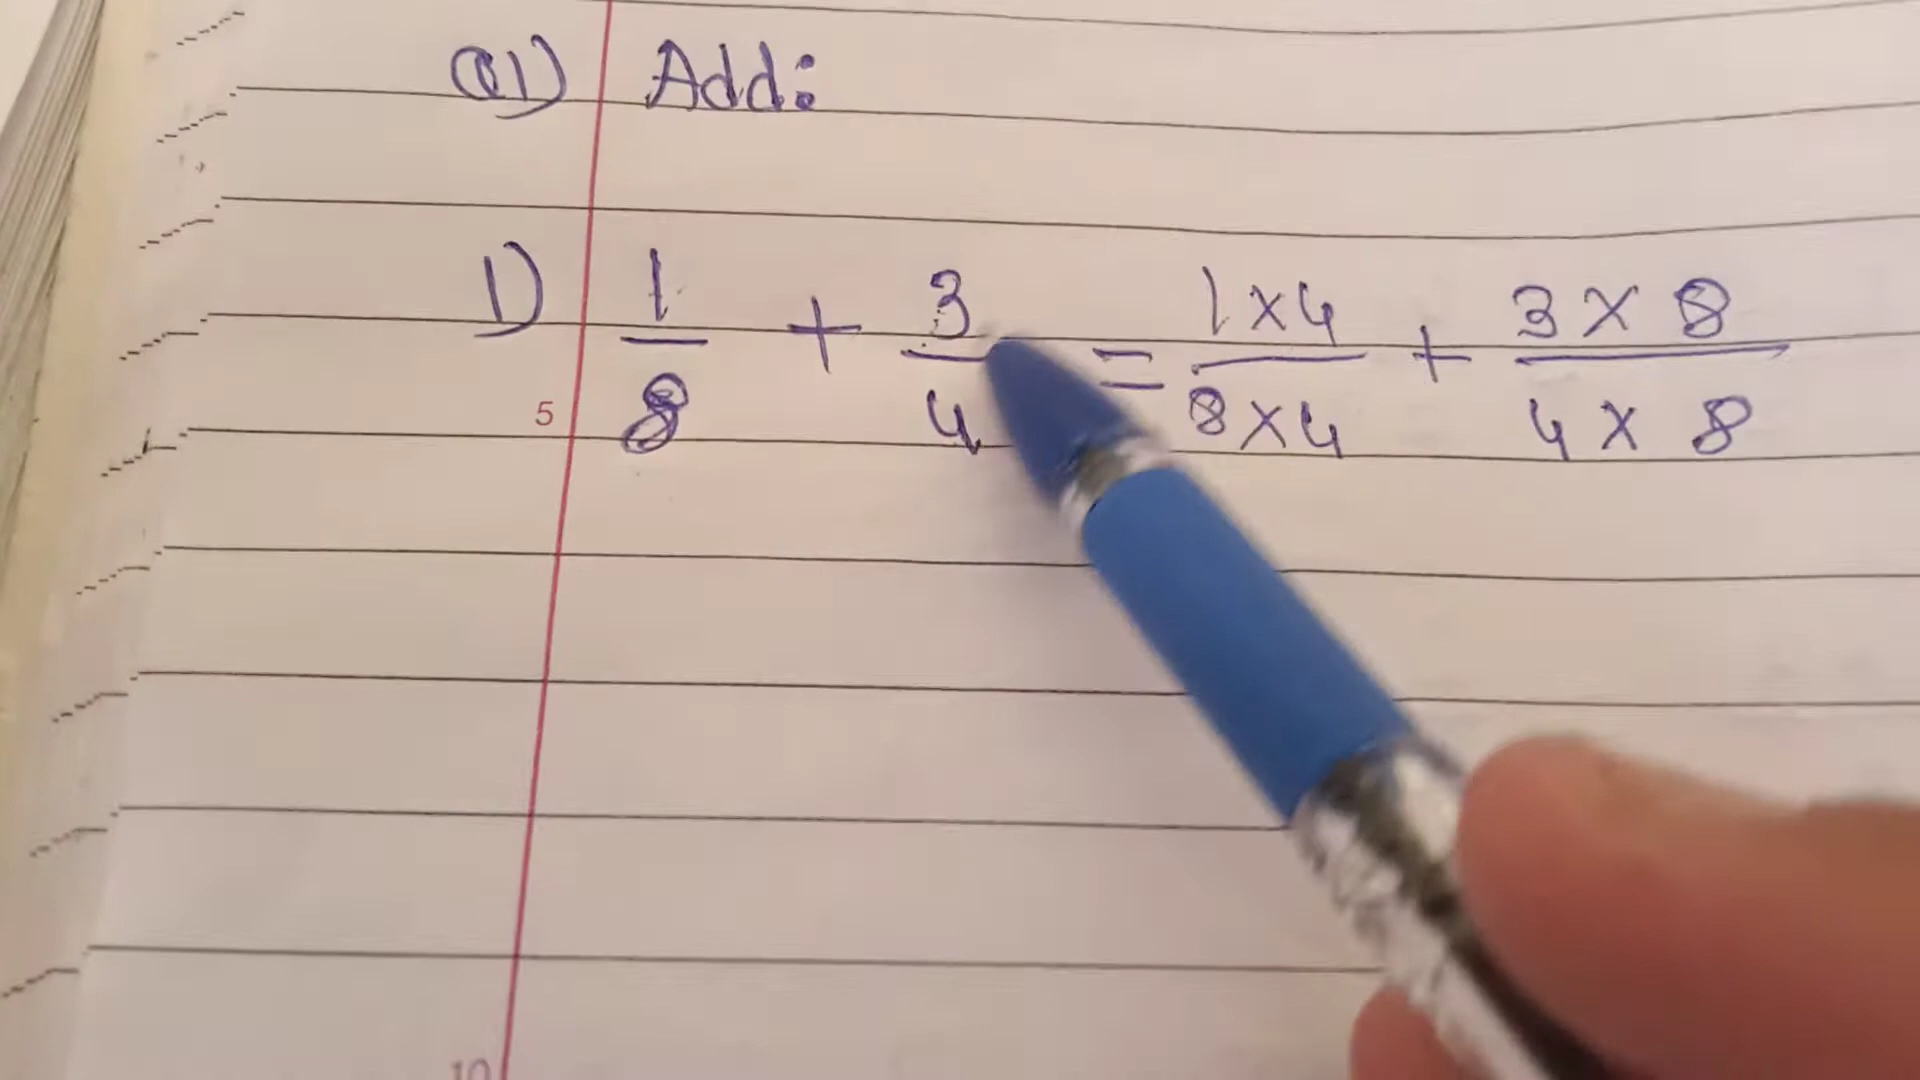 Q1) Add:
1) 1/8 + 3/4 = 1×4/8×4 + 3×8/4×8
5
10